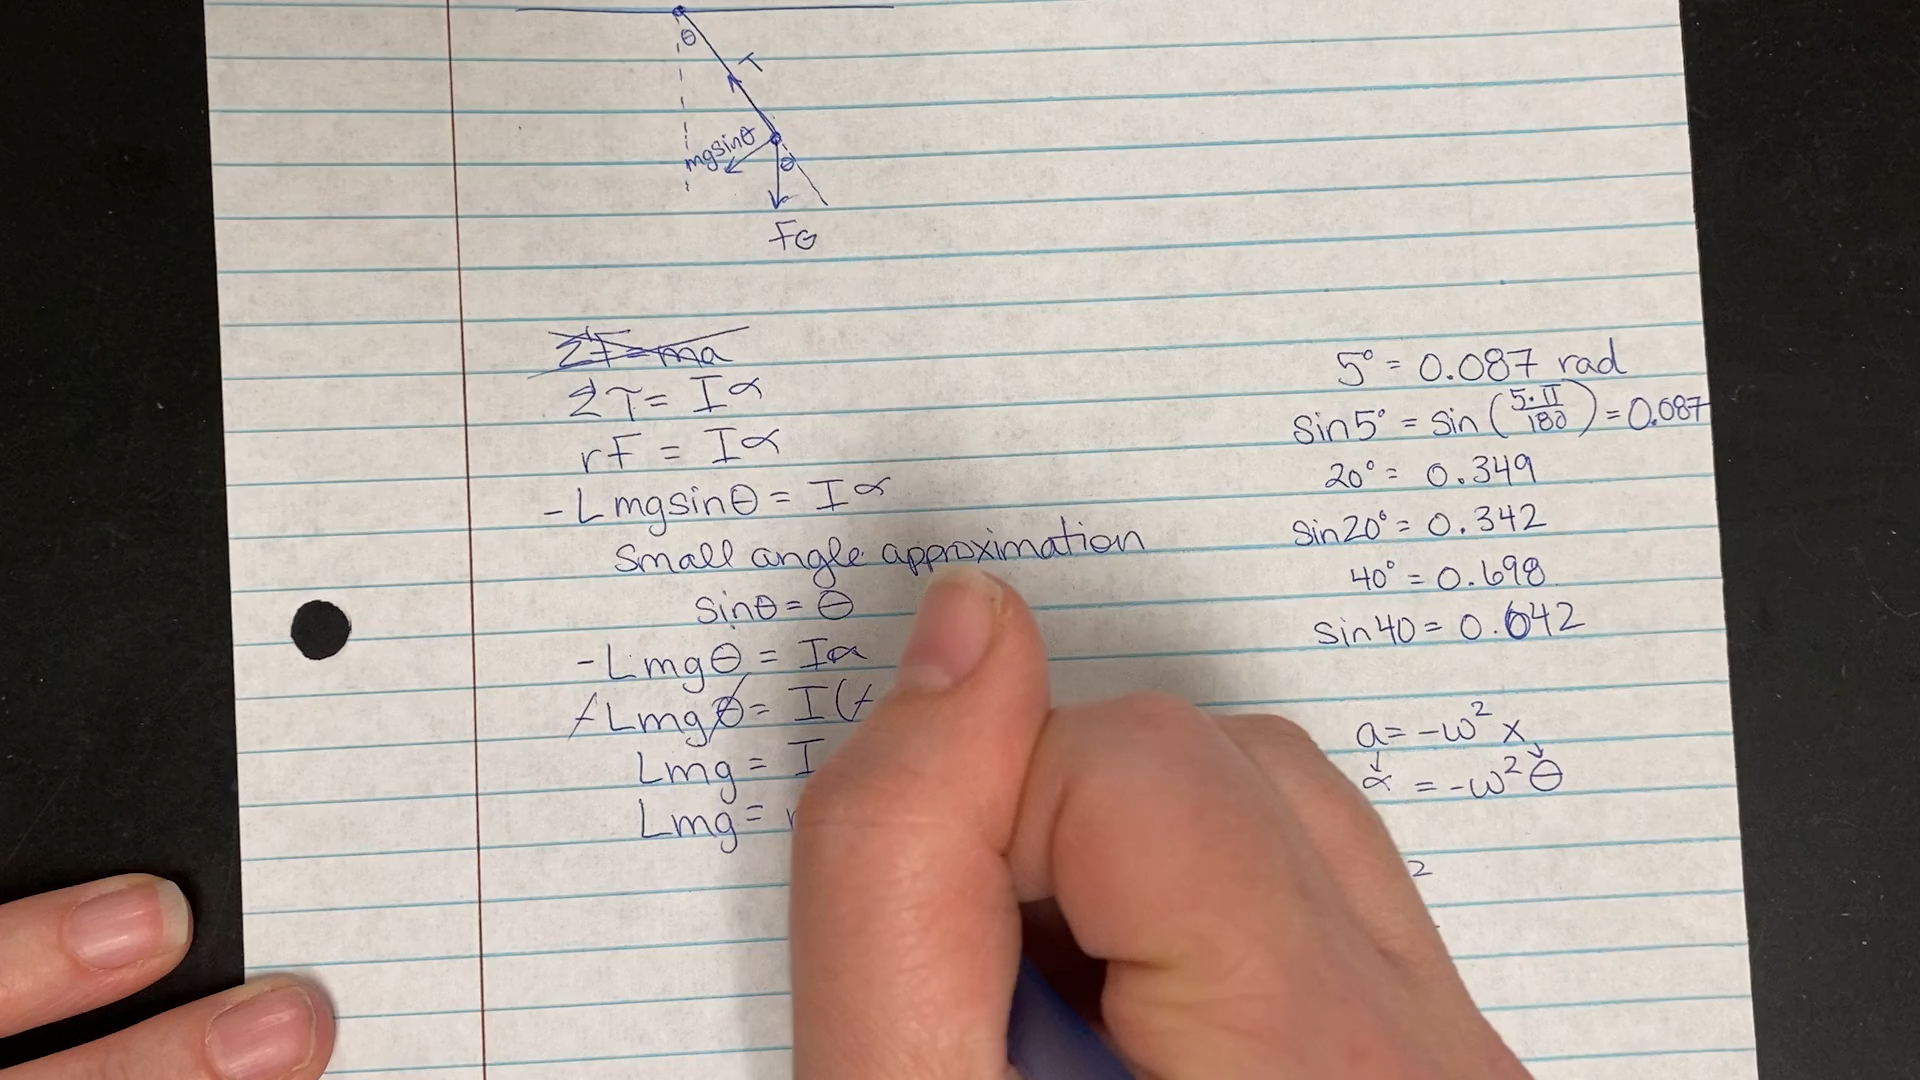 θ
T
mgsinθ
θ
FG
ΣF=ma
Στ = Iα
rF = Iα
-Lmgsinθ = Iα
Small angle approximation
sinθ = θ
-Lmgθ = Iα
-Lmgθ = I(-
Lmg = I
Lmg =
5° = 0.087 rad
sin5° = sin(5·π/180) = 0.087
20° = 0.349
sin20° = 0.342
40° = 0.698
sin40 = 0.642
a = -ω² x
↓ ↓
α = -ω² θ
2